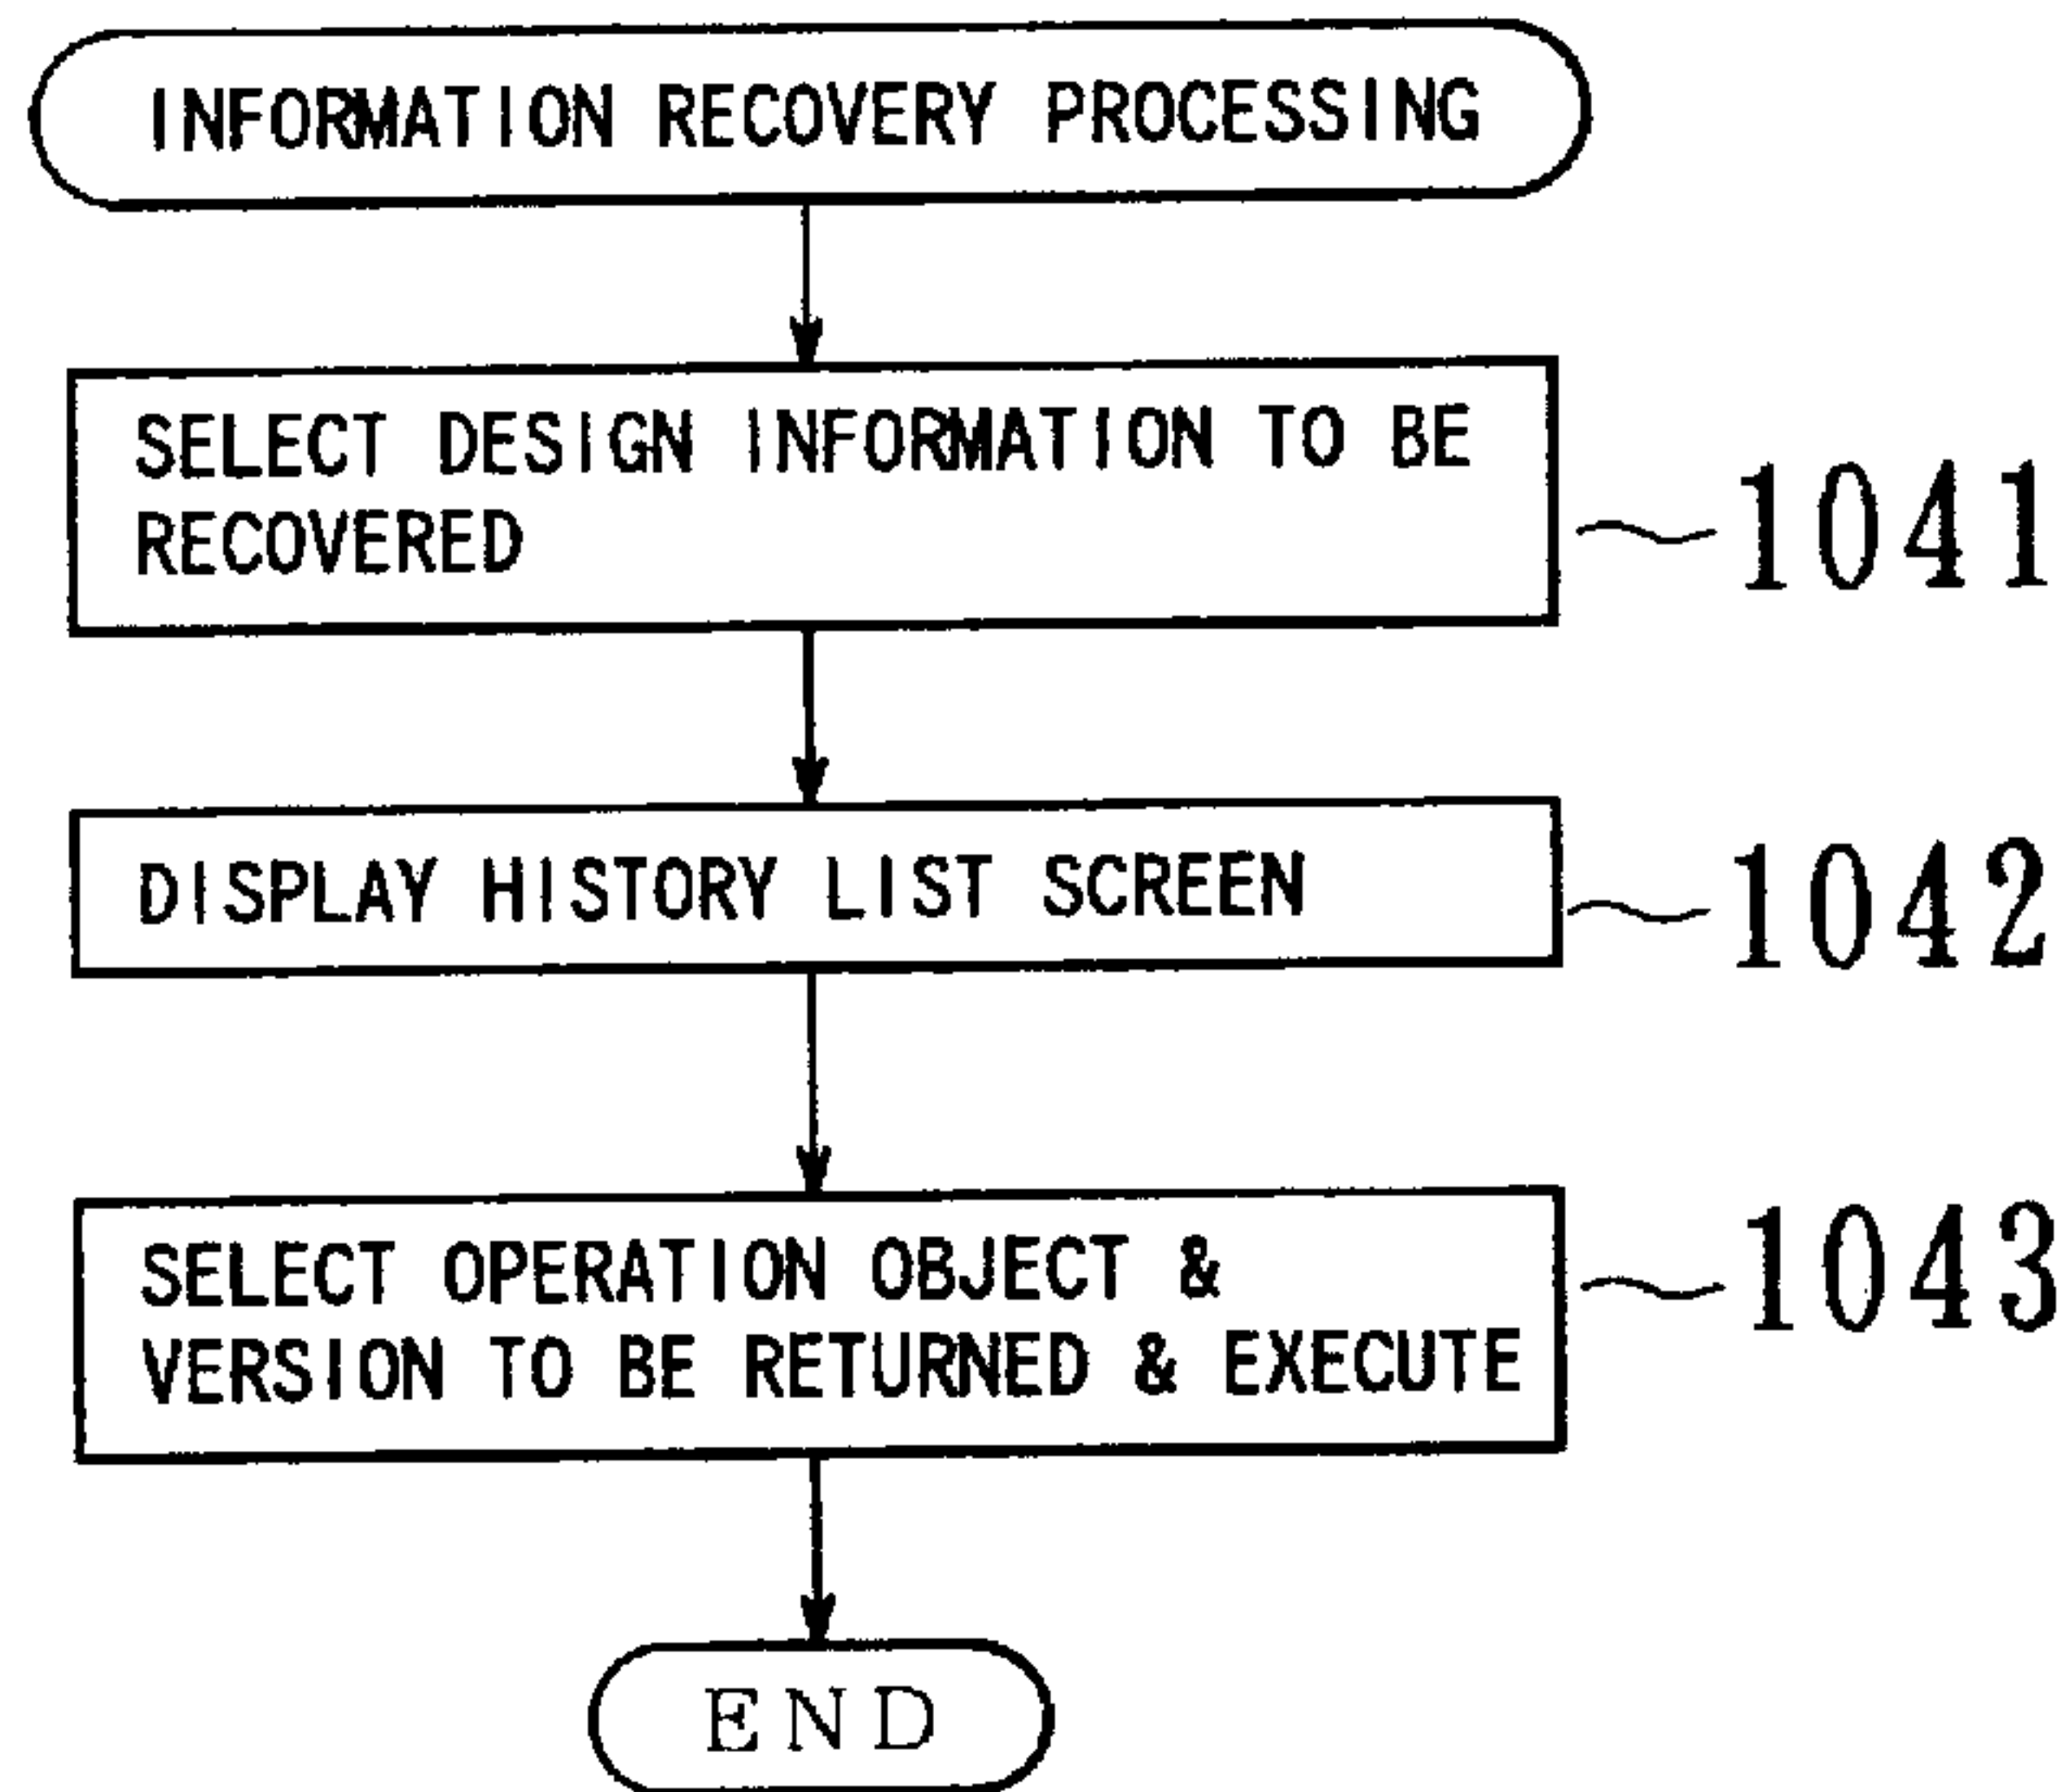 INFORMATION RECOVERY PROCESSING
SELECT DESIGN INFORMATION TO BE
RECOVERED
1041
DISPLAY HISTORY LIST SCREEN
1042
SELECT OPERATION OBJECT &
VERSION TO BE RETURNED & EXECUTE
1043
END